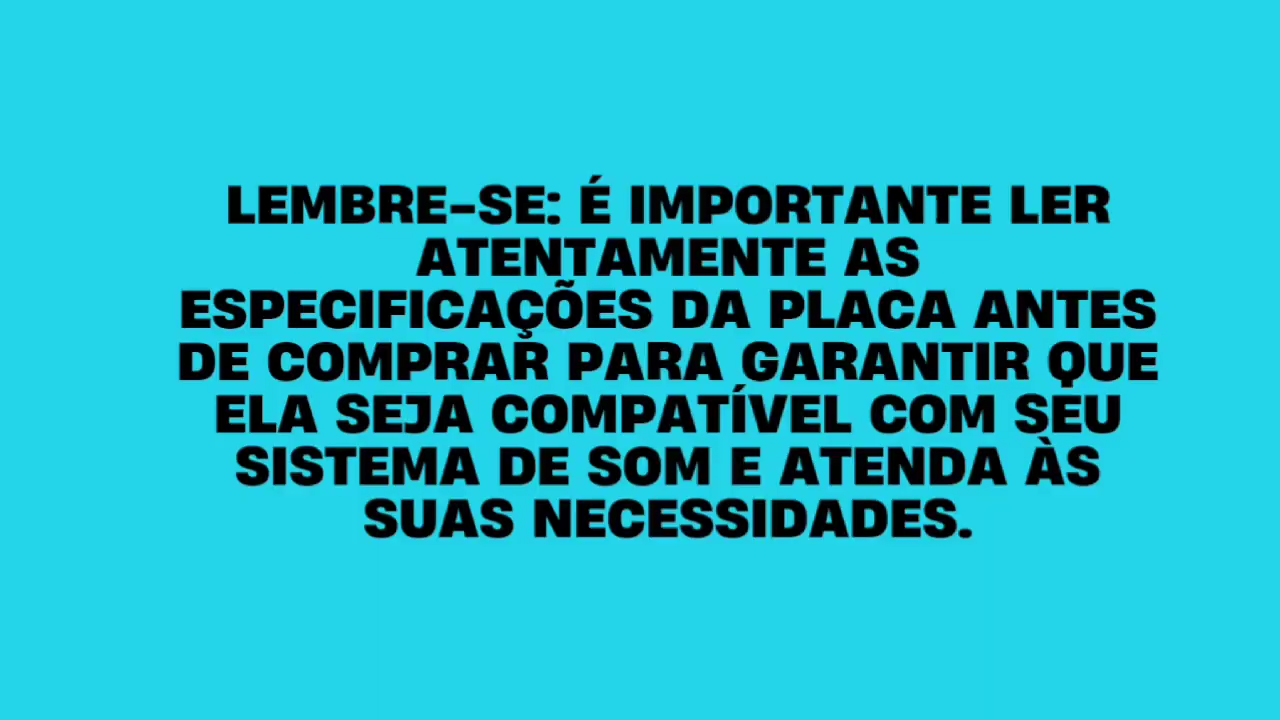 LEMBRE-SE: É IMPORTANTE LER
ATENTAMENTE AS
ESPECIFICAÇÕES DA PLACA ANTES
DE COMPRAR PARA GARANTIR QUE
ELA SEJA COMPATÍVEL COM SEU
SISTEMA DE SOM E ATENDA ÀS
SUAS NECESSIDADES.